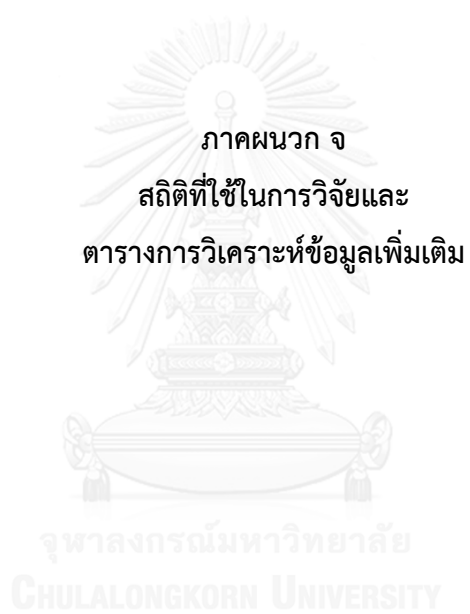 ภาคผนวก จ
สถิติที่ใช้ในการวิจัยและ
ตารางการวิเคราะห์ข้อมูลเพิ่มเติม
จุฬาลงกรณ์มหาวิทยาลัย
CHULALONGKORN UNIVERSITY